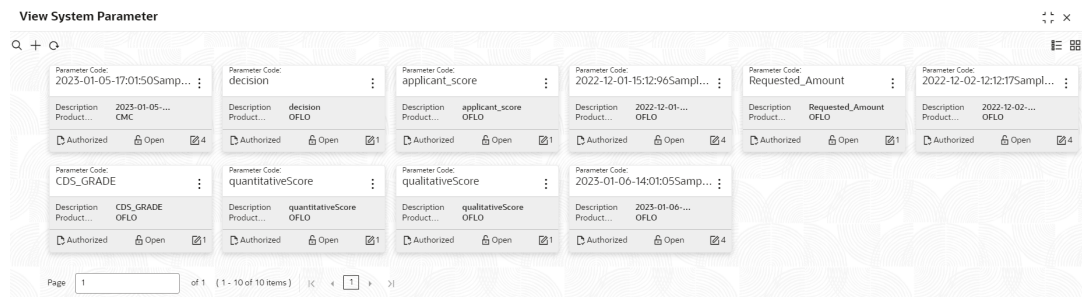 View System Parameter
Parameter Code:
2023-01-05-17:01:50Samp...
Description 2023-01-05-...
Product... CMC
Authorized Open 4
Parameter Code:
decision
Description decision
Product... OFLO
Authorized Open 1
Parameter Code:
applicant_score
Description applicant_score
Product... OFLO
Authorized Open 1
Parameter Code:
2022-12-01-15:12:96Sampl...
Description 2022-12-01-...
Product... OFLO
Authorized Open 4
Parameter Code:
Requested_Amount
Description Requested_Amount
Product... OFLO
Authorized Open 1
Parameter Code:
2022-12-02-12:12:17Sampl...
Description 2022-12-02-...
Product... OFLO
Authorized Open 4
Parameter Code:
CDS_GRADE
Description CDS_GRADE
Product... OFLO
Authorized Open 1
Parameter Code:
quantitativeScore
Description quantitativeScore
Product... OFLO
Authorized Open 1
Parameter Code:
qualitativeScore
Description qualitativeScore
Product... OFLO
Authorized Open 1
Parameter Code:
2023-01-06-14:01:05Samp...
Description 2023-01-06-...
Product... OFLO
Authorized Open 4
Page 1 of 1 (1 - 10 of 10 items) 1